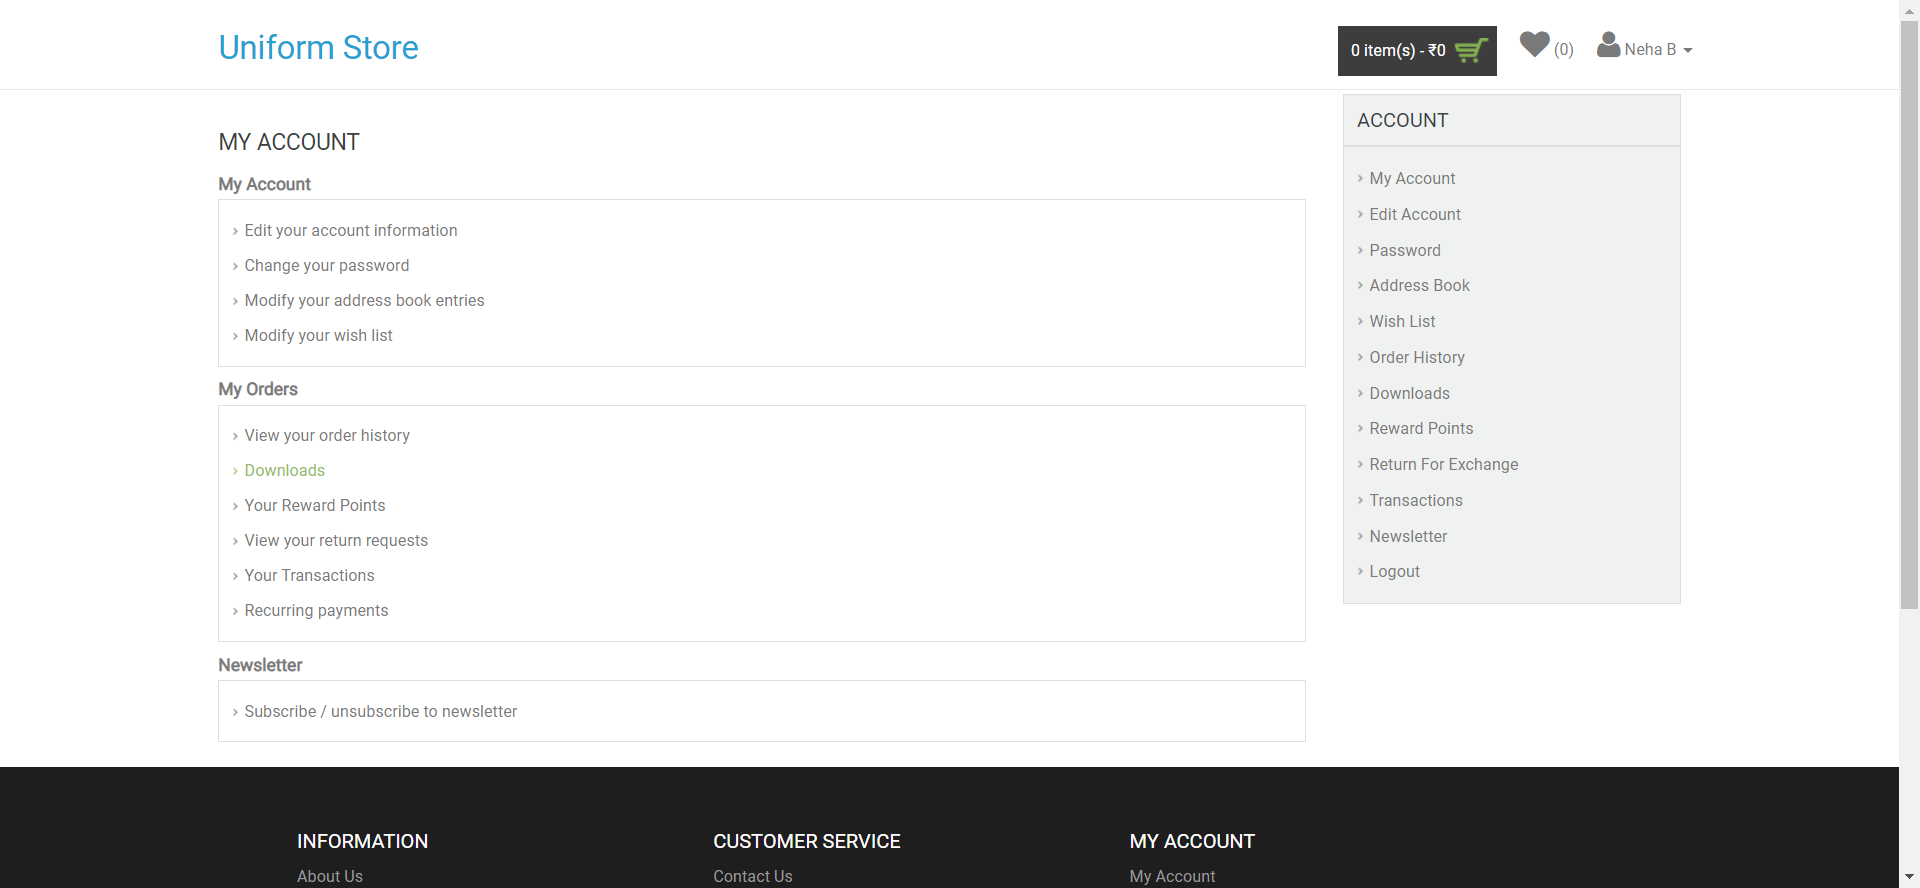 Uniform Store
0 item(s) - ₹0
(0)
Neha B
MY ACCOUNT
My Account
Edit your account information
Change your password
Modify your address book entries
Modify your wish list
My Orders
View your order history
Downloads
Your Reward Points
View your return requests
Your Transactions
Recurring payments
Newsletter
Subscribe / unsubscribe to newsletter
ACCOUNT
My Account
Edit Account
Password
Address Book
Wish List
Order History
Downloads
Reward Points
Return For Exchange
Transactions
Newsletter
Logout
INFORMATION
About Us
CUSTOMER SERVICE
Contact Us
MY ACCOUNT
My Account